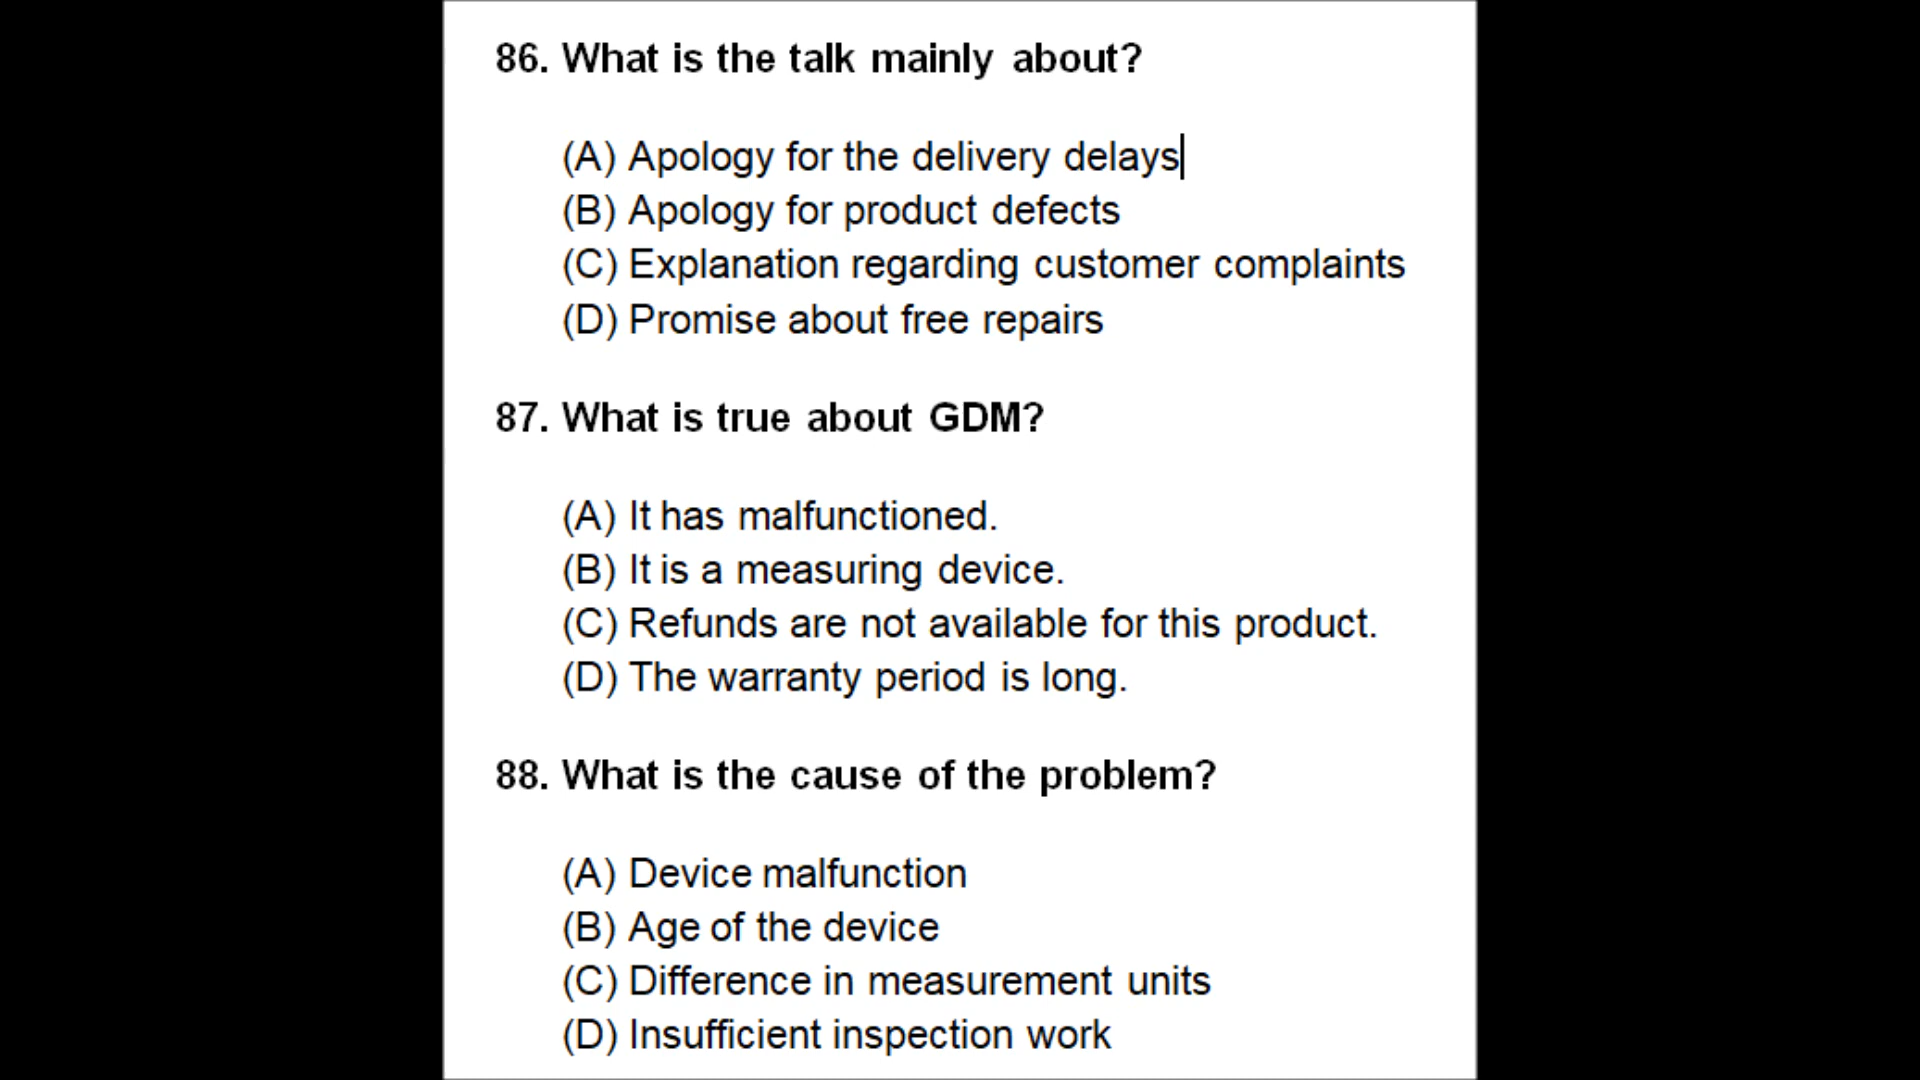 86. What is the talk mainly about?
(A) Apology for the delivery delays
(B) Apology for product defects
(C) Explanation regarding customer complaints
(D) Promise about free repairs
87. What is true about GDM?
(A) It has malfunctioned.
(B) It is a measuring device.
(C) Refunds are not available for this product.
(D) The warranty period is long.
88. What is the cause of the problem?
(A) Device malfunction
(B) Age of the device
(C) Difference in measurement units
(D) Insufficient inspection work